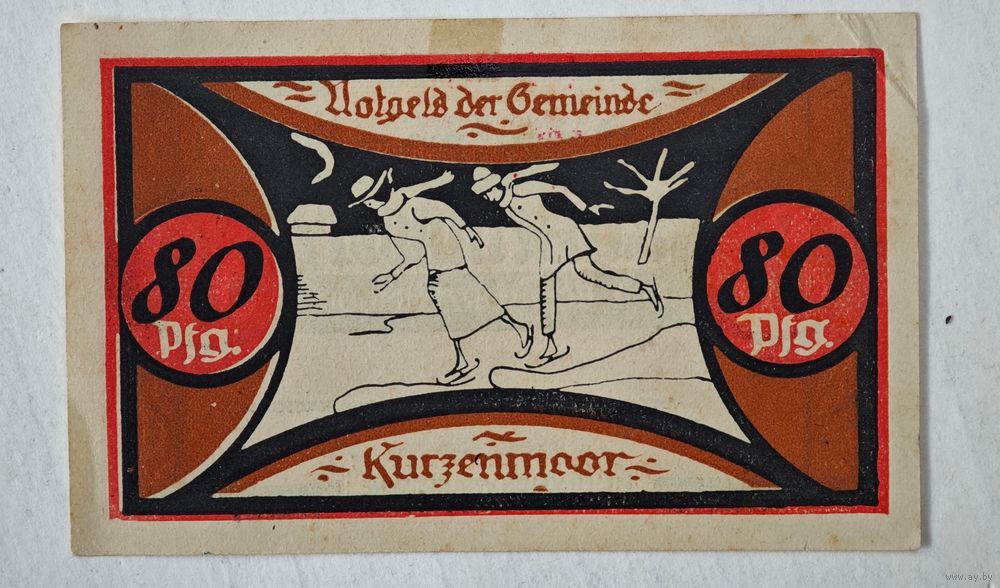 Notgeld der Gemeinde
80
Pfg.
80
Pfg.
Kurzenmoor
www.ay.by